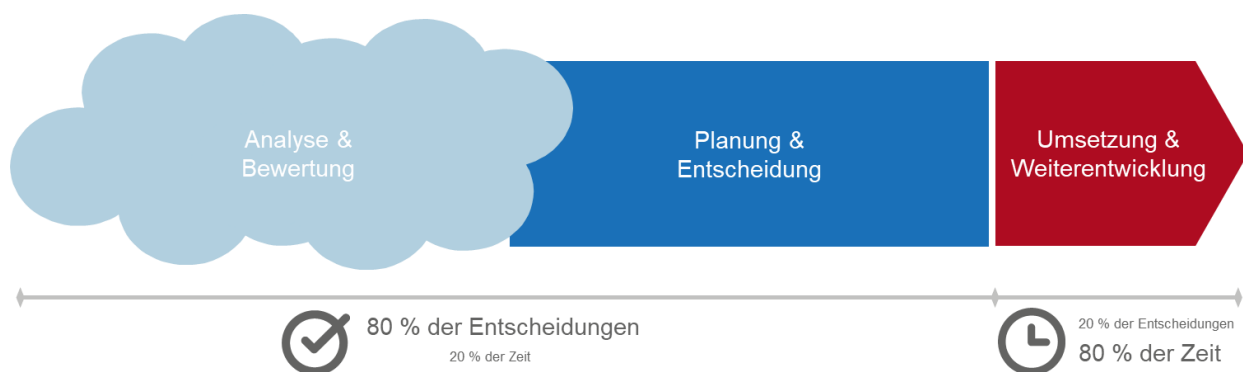 Analyse &
Bewertung
Planung &
Entscheidung
Umsetzung &
Weiterentwicklung
80 % der Entscheidungen
20 % der Zeit
20 % der Entscheidungen
80 % der Zeit